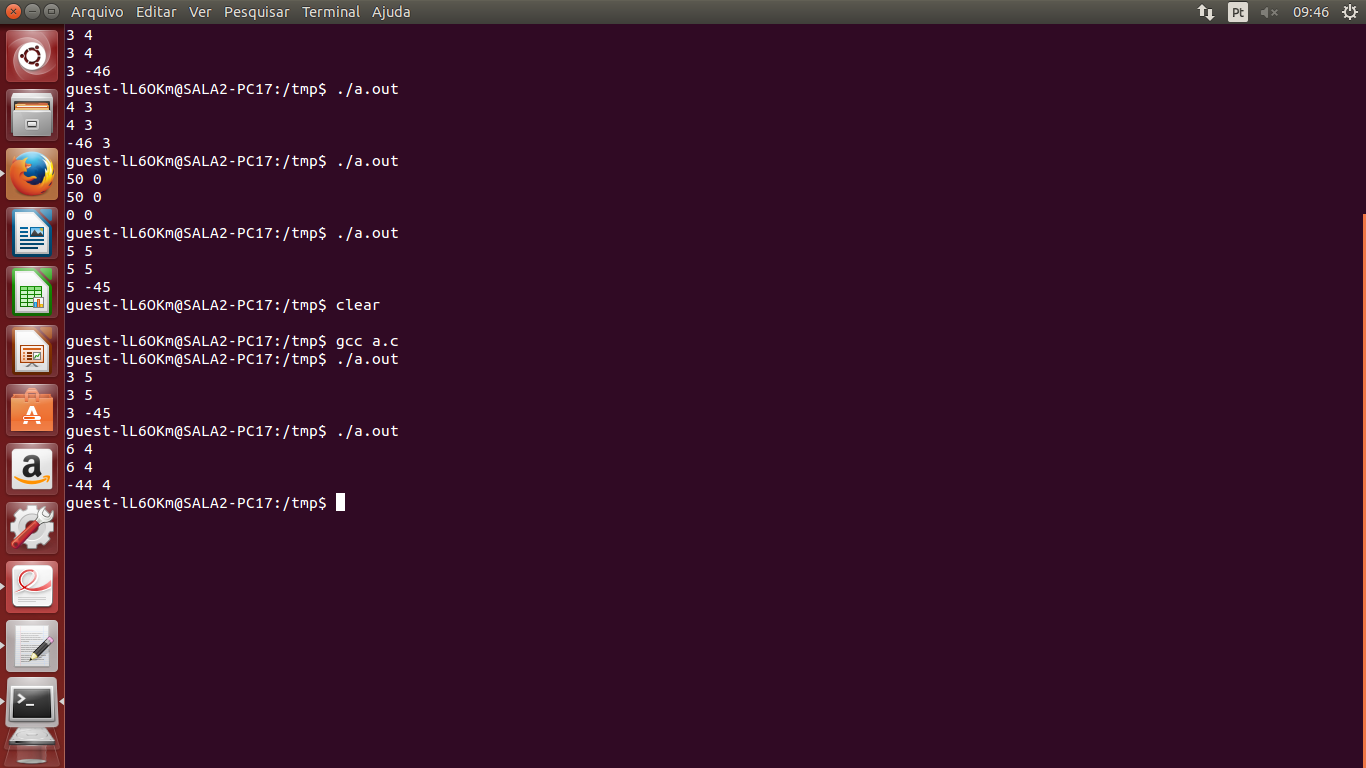 Arquivo Editar Ver Pesquisar Terminal Ajuda Pt 09:46
3 4
3 4
3 -46
guest-lL6OKm@SALA2-PC17:/tmp$ ./a.out
4 3
4 3
-46 3
guest-lL6OKm@SALA2-PC17:/tmp$ ./a.out
50 0
50 0
0 0
guest-lL6OKm@SALA2-PC17:/tmp$ ./a.out
5 5
5 5
5 -45
guest-lL6OKm@SALA2-PC17:/tmp$ clear
guest-lL6OKm@SALA2-PC17:/tmp$ gcc a.c
guest-lL6OKm@SALA2-PC17:/tmp$ ./a.out
3 5
3 5
3 -45
guest-lL6OKm@SALA2-PC17:/tmp$ ./a.out
6 4
6 4
-44 4
guest-lL6OKm@SALA2-PC17:/tmp$